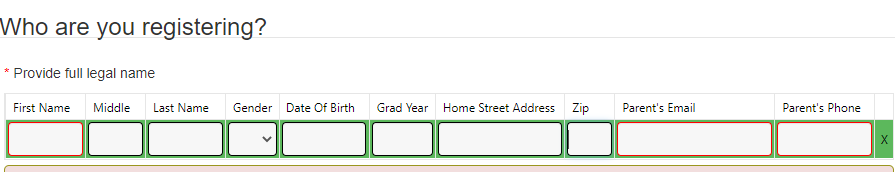 Who are you registering?
* Provide full legal name
First Name Middle Last Name Gender Date Of Birth Grad Year Home Street Address Zip Parent's Email Parent's Phone
X